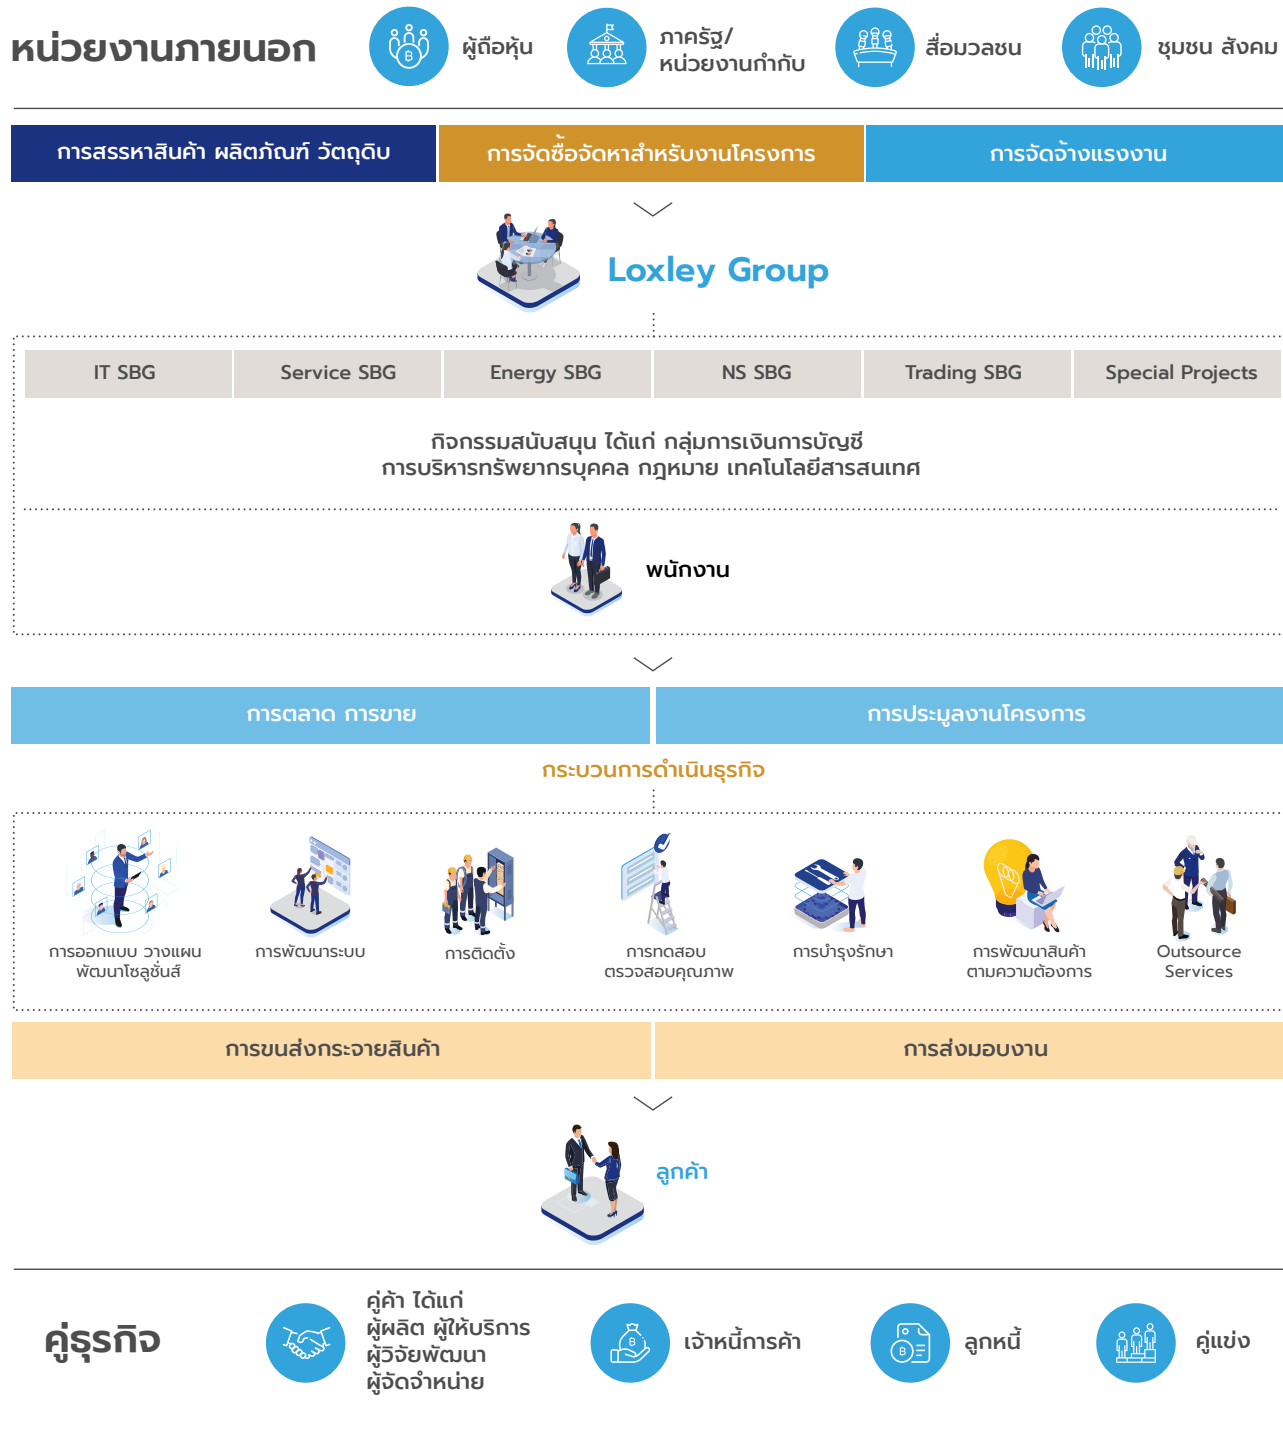 หน่วยงานภายนอก
ผู้ถือหุ้น
ภาครัฐ/
หน่วยงานกำกับ
สื่อมวลชน
ชุมชน สังคม
การสรรหาสินค้า ผลิตภัณฑ์ วัตถุดิบ
การจัดซื้อจัดหาสำหรับงานโครงการ
การจัดจ้างแรงงาน
Loxley Group
IT SBG
Service SBG
Energy SBG
NS SBG
Trading SBG
Special Projects
กิจกรรมสนับสนุน ได้แก่ กลุ่มการเงินการบัญชี
การบริหารทรัพยากรบุคคล กฎหมาย เทคโนโลยีสารสนเทศ
พนักงาน
การตลาด การขาย
การประมูลงานโครงการ
กระบวนการดำเนินธุรกิจ
การออกแบบ วางแผน
พัฒนาโซลูชั่นส์
การพัฒนาระบบ
การติดตั้ง
การทดสอบ
ตรวจสอบคุณภาพ
การบำรุงรักษา
การพัฒนาสินค้า
ตามความต้องการ
Outsource
Services
การขนส่งกระจายสินค้า
การส่งมอบงาน
ลูกค้า
คู่ธุรกิจ
คู่ค้า ได้แก่
ผู้ผลิต ผู้ให้บริการ
ผู้วิจัยพัฒนา
ผู้จัดจำหน่าย
เจ้าหนี้การค้า
ลูกหนี้
คู่แข่ง